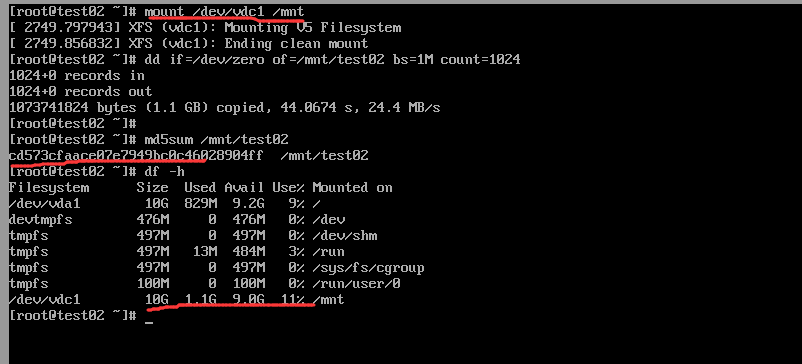 [root@test02 ~]# mount /dev/vdc1 /mnt
[ 2749.797943] XFS (vdc1): Mounting V5 Filesystem
[ 2749.856832] XFS (vdc1): Ending clean mount
[root@test02 ~]# dd if=/dev/zero of=/mnt/test02 bs=1M count=1024
1024+0 records in
1024+0 records out
1073741824 bytes (1.1 GB) copied, 44.0674 s, 24.4 MB/s
[root@test02 ~]#
[root@test02 ~]# md5sum /mnt/test02
cd573cfaace07e7949bc0c46028904ff  /mnt/test02
[root@test02 ~]# df -h
Filesystem      Size  Used Avail Use% Mounted on
/dev/vda1        10G  829M  9.2G   9% /
devtmpfs        476M     0  476M   0% /dev
tmpfs           497M     0  497M   0% /dev/shm
tmpfs           497M   13M  484M   3% /run
tmpfs           497M     0  497M   0% /sys/fs/cgroup
tmpfs           100M     0  100M   0% /run/user/0
/dev/vdc1        10G  1.1G  9.0G  11% /mnt
[root@test02 ~]# _